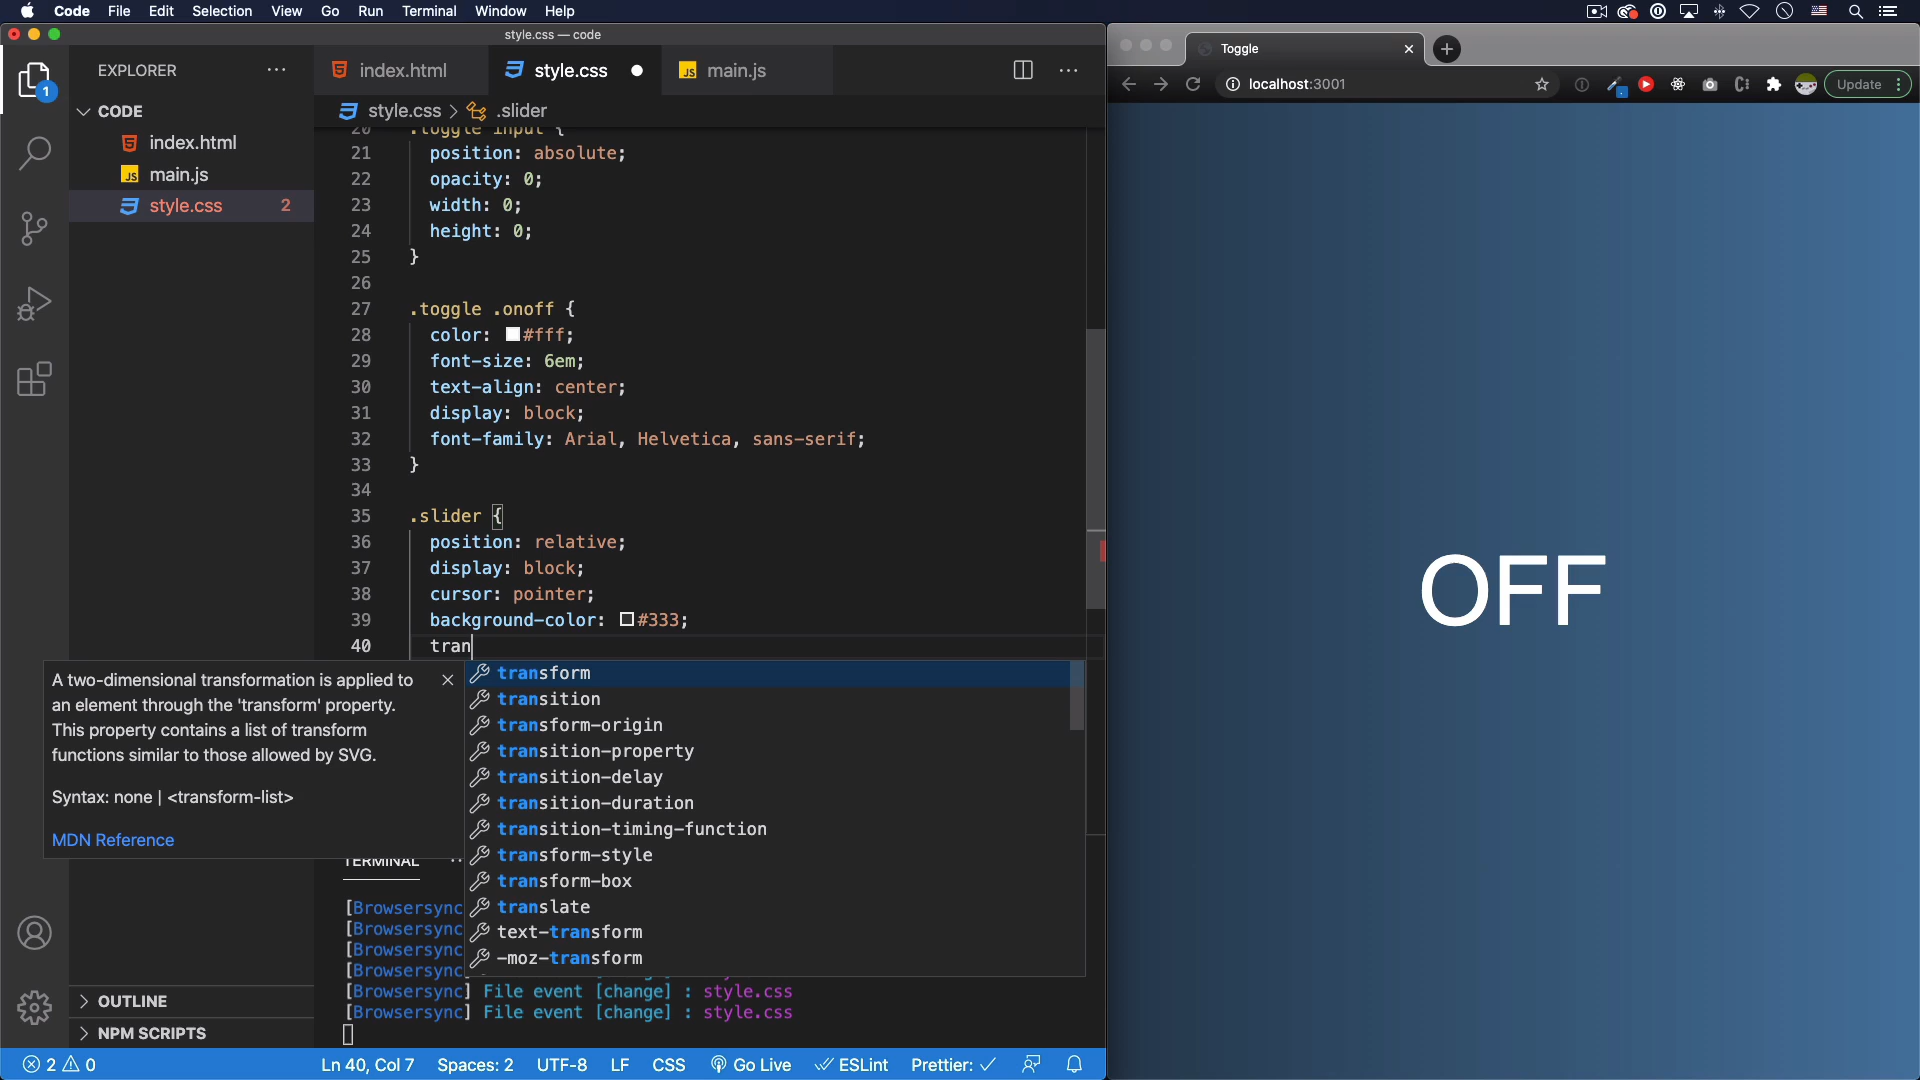 Code File Edit Selection View Go Run Terminal Window Help
style.css — code
EXPLORER
1
CODE
index.html
main.js
style.css 2
index.html
style.css
main.js
style.css > .slider
20 .toggle input {
21 position: absolute;
22 opacity: 0;
23 width: 0;
24 height: 0;
25 }
26
27 .toggle .onoff {
28 color: #fff;
29 font-size: 6em;
30 text-align: center;
31 display: block;
32 font-family: Arial, Helvetica, sans-serif;
33 }
34
35 .slider {
36 position: relative;
37 display: block;
38 cursor: pointer;
39 background-color: #333;
40 tran
A two-dimensional transformation is applied to
an element through the 'transform' property.
This property contains a list of transform
functions similar to those allowed by SVG.
Syntax: none | <transform-list>
MDN Reference
transform
transition
transform-origin
transition-property
transition-delay
transition-duration
transition-timing-function
transform-style
transform-box
translate
text-transform
-moz-transform
TERMINAL
[Browsersync
[Browsersync
[Browsersync
[Browsersync
[Browsersync] File event [change] : style.css
[Browsersync] File event [change] : style.css
OUTLINE
NPM SCRIPTS
2 0 Ln 40, Col 7 Spaces: 2 UTF-8 LF CSS Go Live ESLint Prettier: ✓
Toggle
localhost:3001
Update
OFF